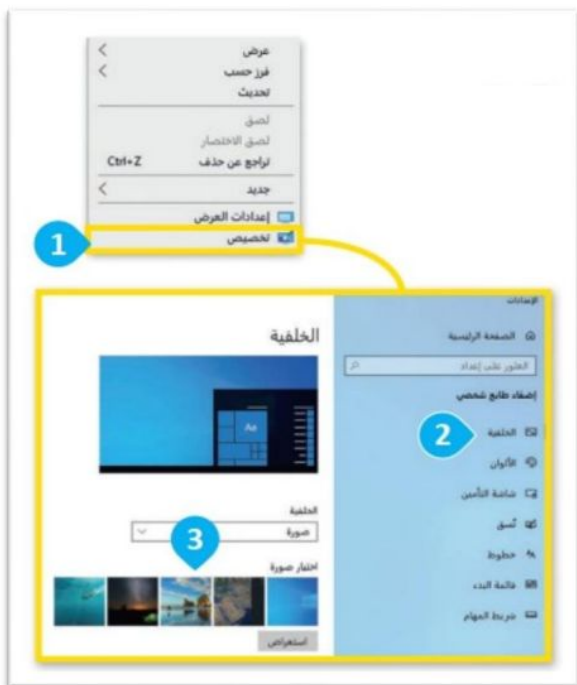 عرض
فرز حسب
تحديث
لصق
لصق الاختصار
تراجع عن حذف Ctrl+Z
جديد
إعدادات العرض
1 تخصيص
الإعدادات
الصفحة الرئيسية
العثور على إعداد
إضفاء طابع شخصي
2 الخلفية
الألوان
شاشة التأمين
نُسق
خطوط
قائمة البدء
شريط المهام
الخلفية
Aa
الخلفية
صورة
3
اختيار صورة
استعراض